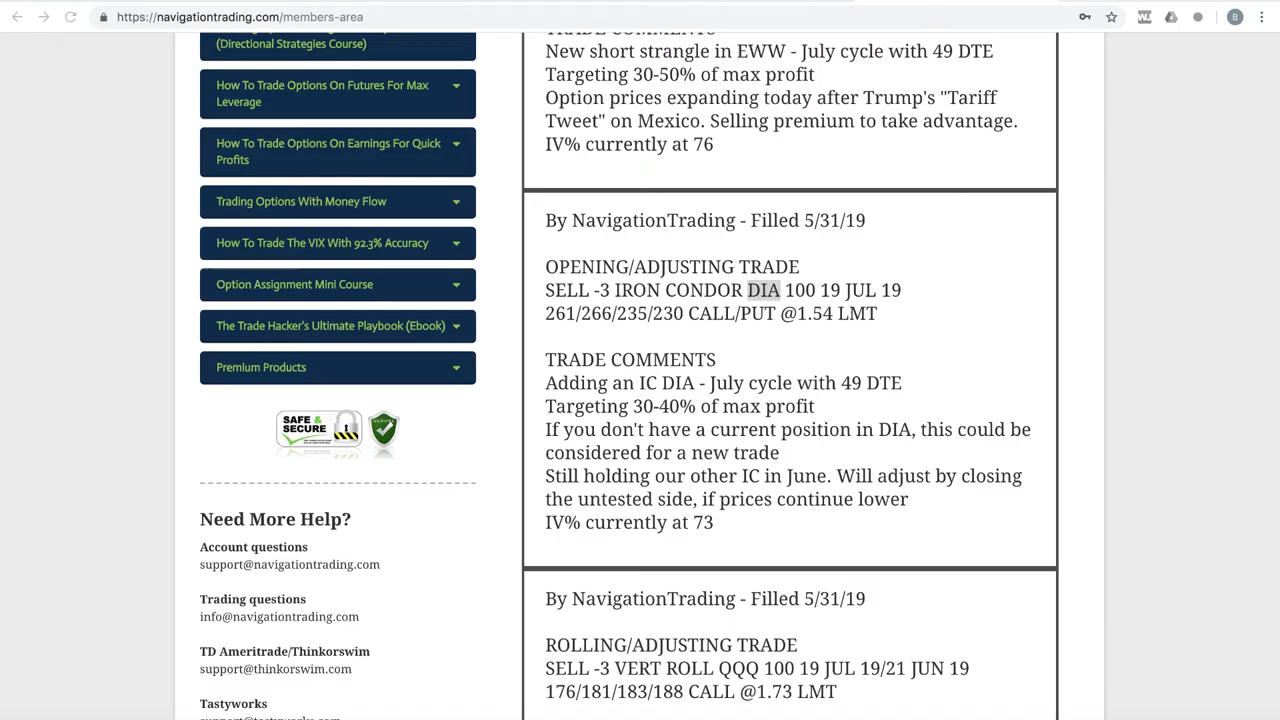 https://navigationtrading.com/members-area
B
(Directional Strategies Course)
How To Trade Options On Futures For Max
Leverage
How To Trade Options On Earnings For Quick
Profits
Trading Options With Money Flow
How To Trade The VIX With 92.3% Accuracy
Option Assignment Mini Course
The Trade Hacker's Ultimate Playbook (Ebook)
Premium Products
SAFE &
SECURE
Need More Help?
Account questions
support@navigationtrading.com
Trading questions
info@navigationtrading.com
TD Ameritrade/Thinkorswim
support@thinkorswim.com
Tastyworks
TRADE COMMENTS
New short strangle in EWW - July cycle with 49 DTE
Targeting 30-50% of max profit
Option prices expanding today after Trump's "Tariff
Tweet" on Mexico. Selling premium to take advantage.
IV% currently at 76
By NavigationTrading - Filled 5/31/19
OPENING/ADJUSTING TRADE
SELL -3 IRON CONDOR DIA 100 19 JUL 19
261/266/235/230 CALL/PUT @1.54 LMT
TRADE COMMENTS
Adding an IC DIA - July cycle with 49 DTE
Targeting 30-40% of max profit
If you don't have a current position in DIA, this could be
considered for a new trade
Still holding our other IC in June. Will adjust by closing
the untested side, if prices continue lower
IV% currently at 73
By NavigationTrading - Filled 5/31/19
ROLLING/ADJUSTING TRADE
SELL -3 VERT ROLL QQQ 100 19 JUL 19/21 JUN 19
176/181/183/188 CALL @1.73 LMT